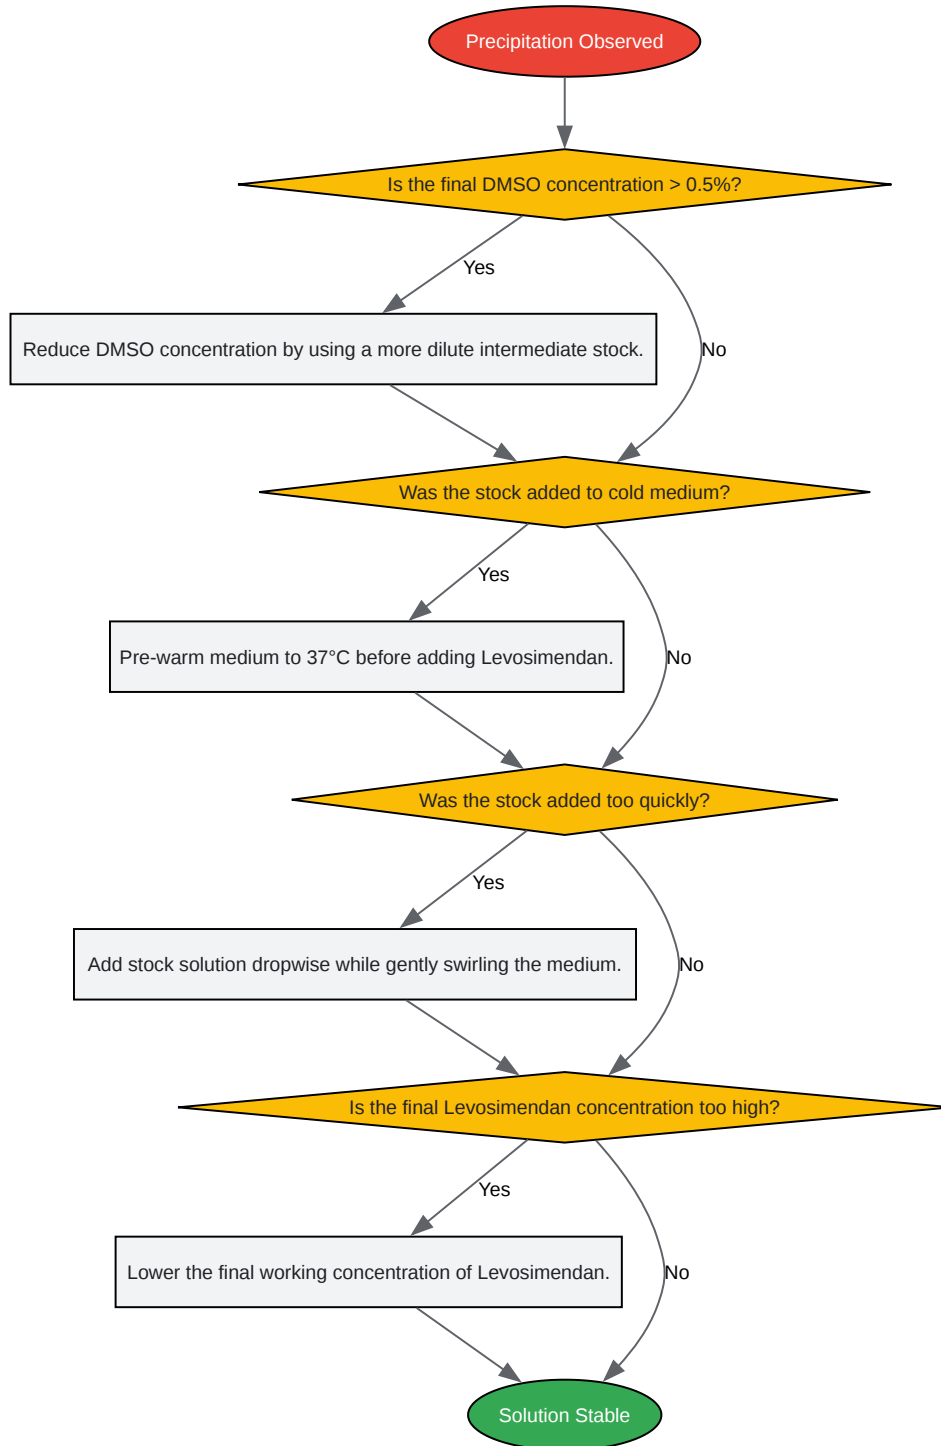 Precipitation Observed
Is the final DMSO concentration > 0.5%?
Yes
Reduce DMSO concentration by using a more dilute intermediate stock.
No
Was the stock added to cold medium?
Yes
Pre-warm medium to 37°C before adding Levosimendan.
No
Was the stock added too quickly?
Yes
Add stock solution dropwise while gently swirling the medium.
No
Is the final Levosimendan concentration too high?
Yes
Lower the final working concentration of Levosimendan.
No
Solution Stable